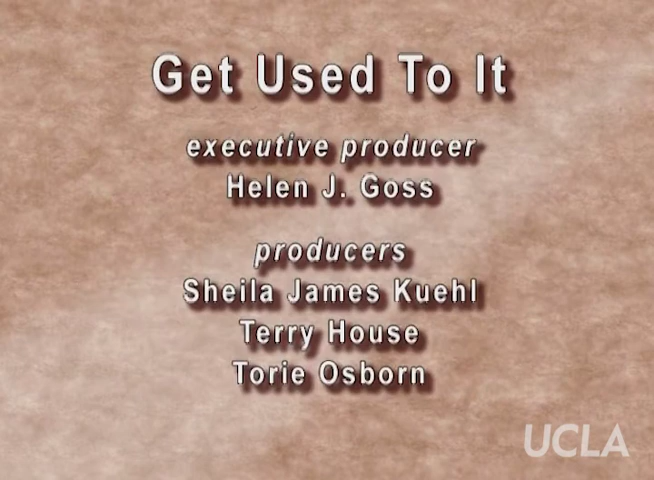 Get Used To It
executive producer
Helen J. Goss
producers
Sheila James Kuehl
Terry House
Torie Osborn
UCLA